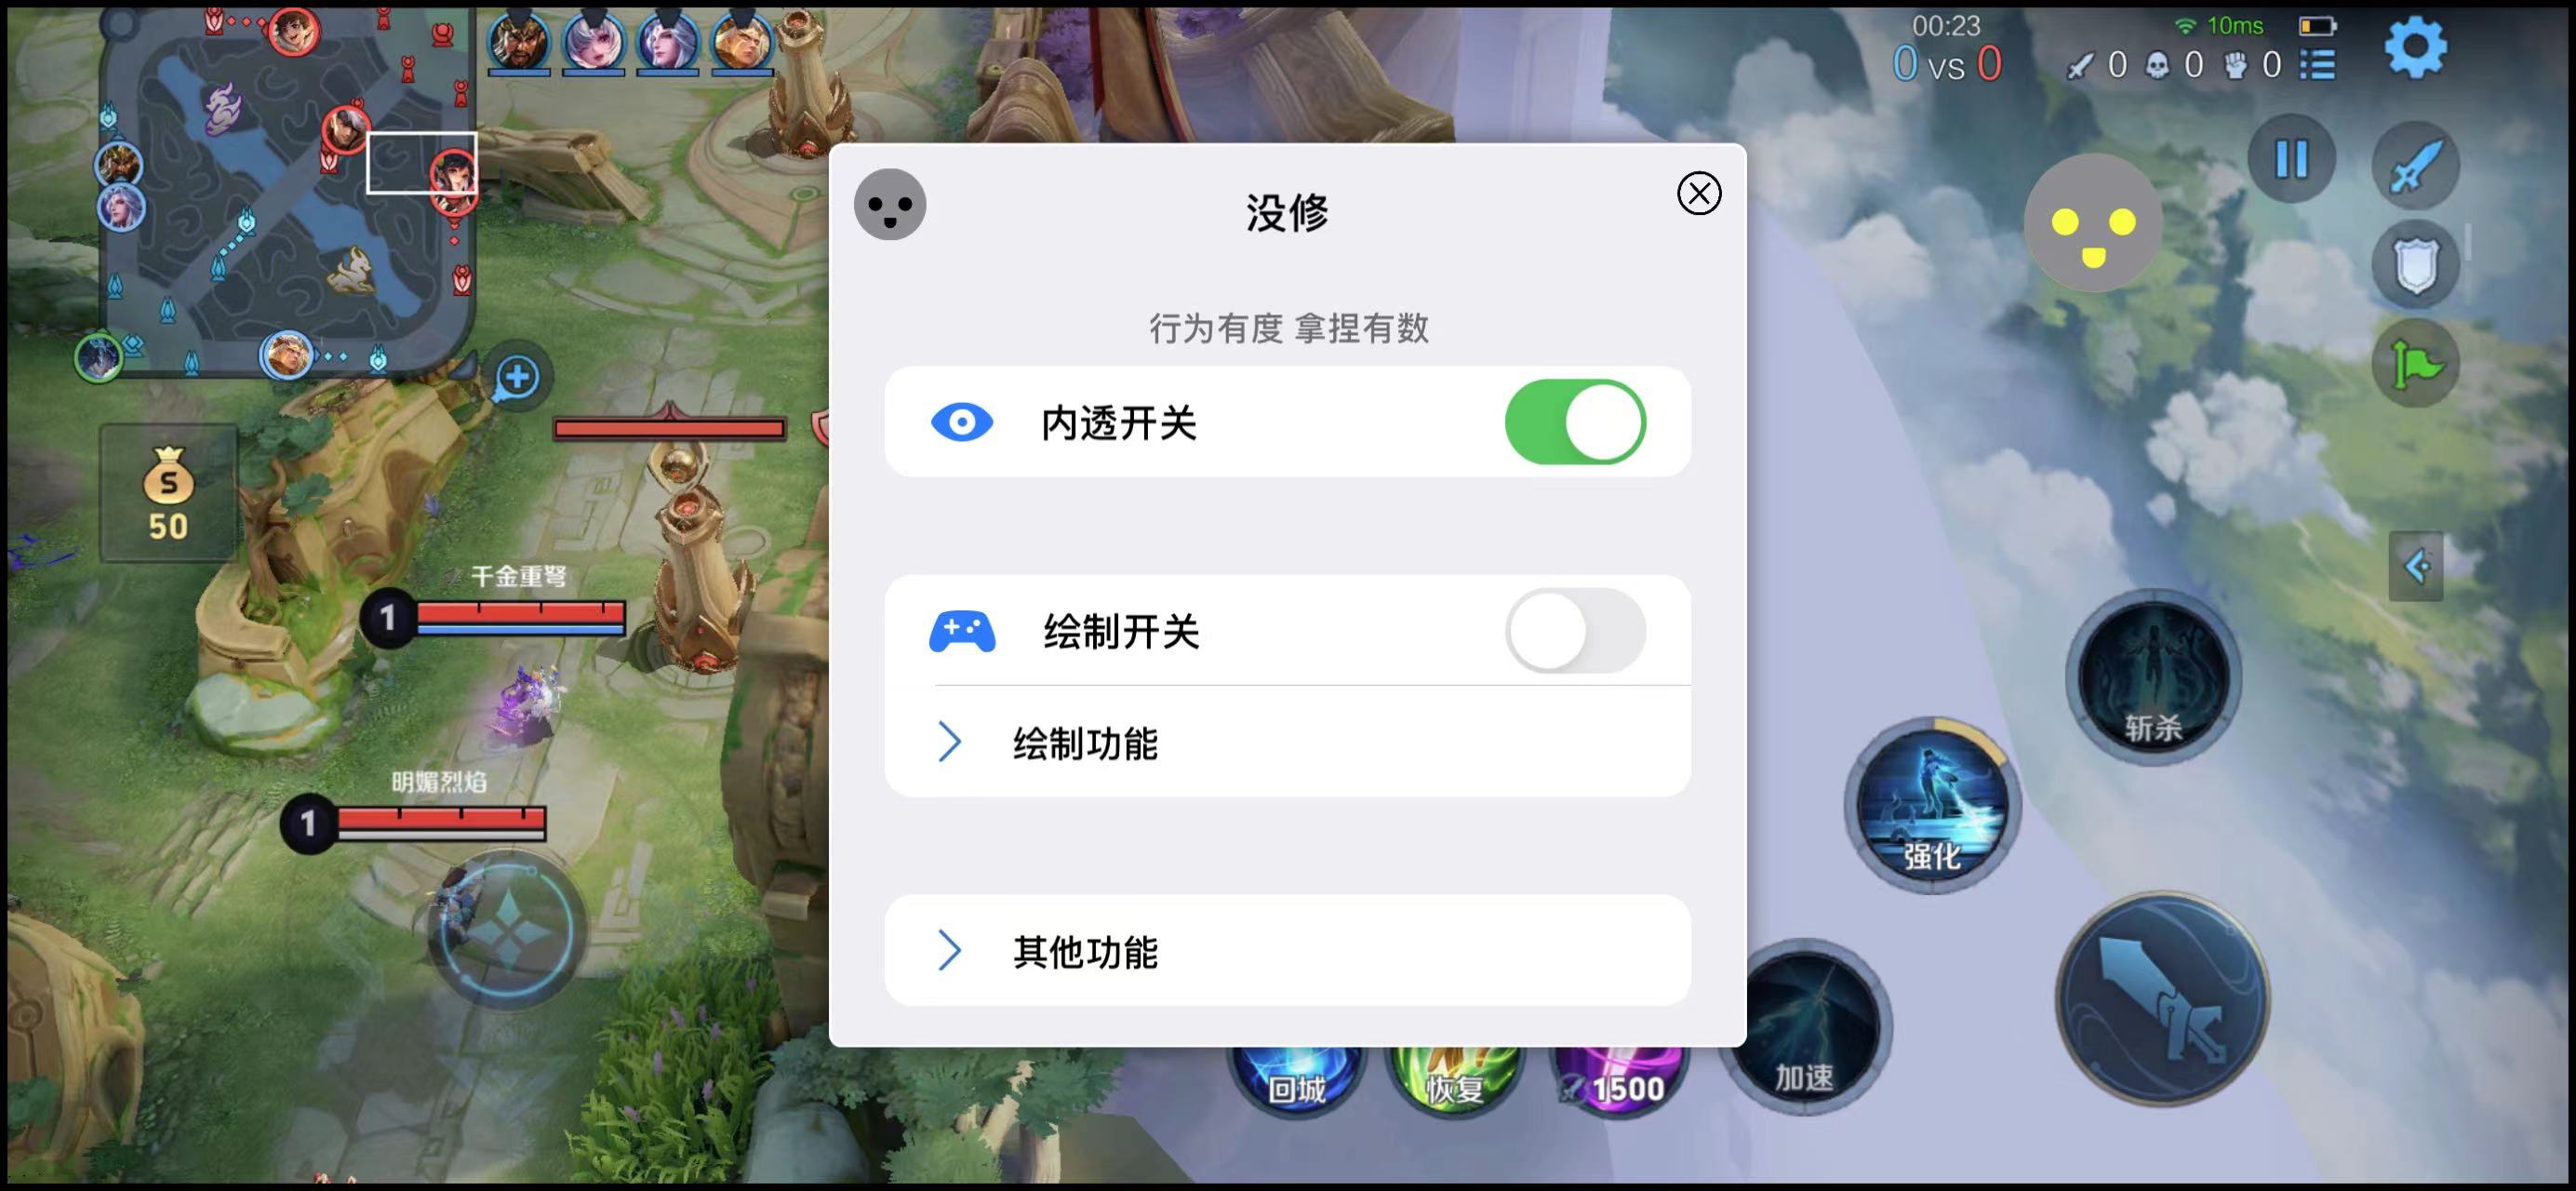 00:23
10ms
0 VS 0
0
0
0
没修
行为有度 拿捏有数
内透开关
绘制开关
绘制功能
其他功能
S
50
千金重弩
1
明媚烈焰
1
斩杀
强化
加速
回城
恢复
1500